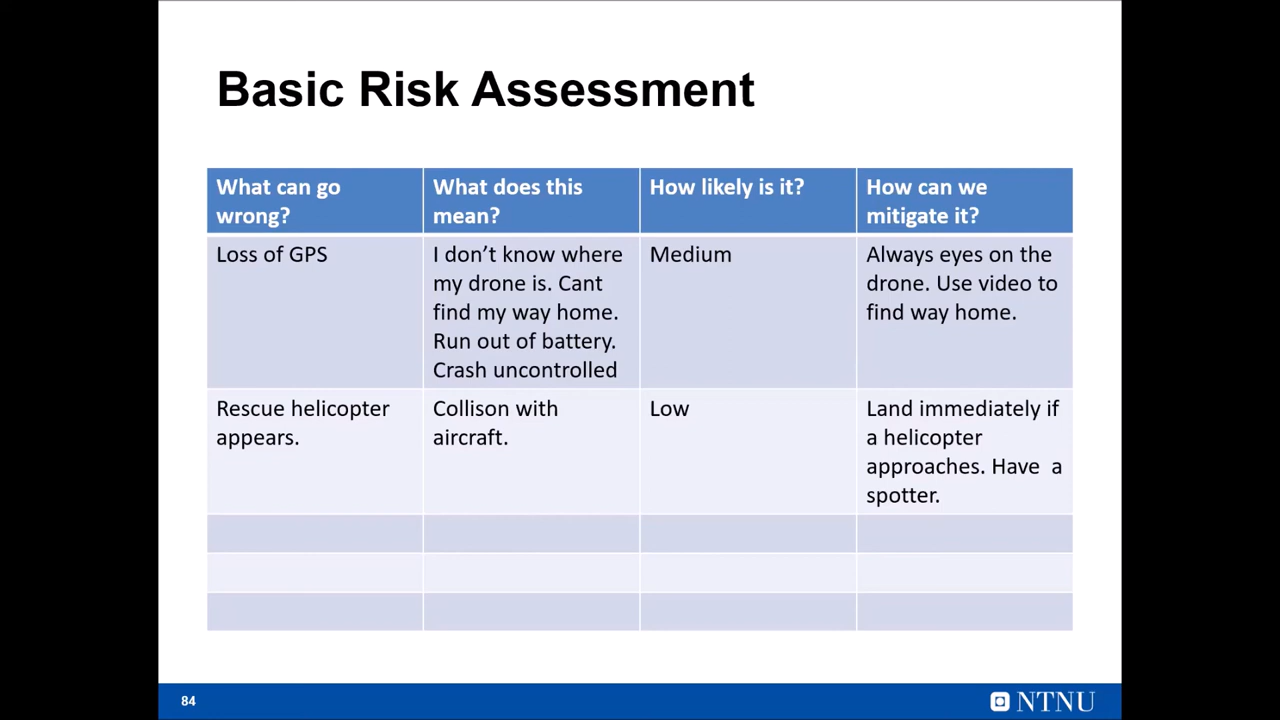 Basic Risk Assessment
What can go
wrong?
What does this
mean?
How likely is it?
How can we
mitigate it?
Loss of GPS
I don’t know where
my drone is. Cant
find my way home.
Run out of battery.
Crash uncontrolled
Medium
Always eyes on the
drone. Use video to
find way home.
Rescue helicopter
appears.
Collison with
aircraft.
Low
Land immediately if
a helicopter
approaches. Have a
spotter.
84
NTNU